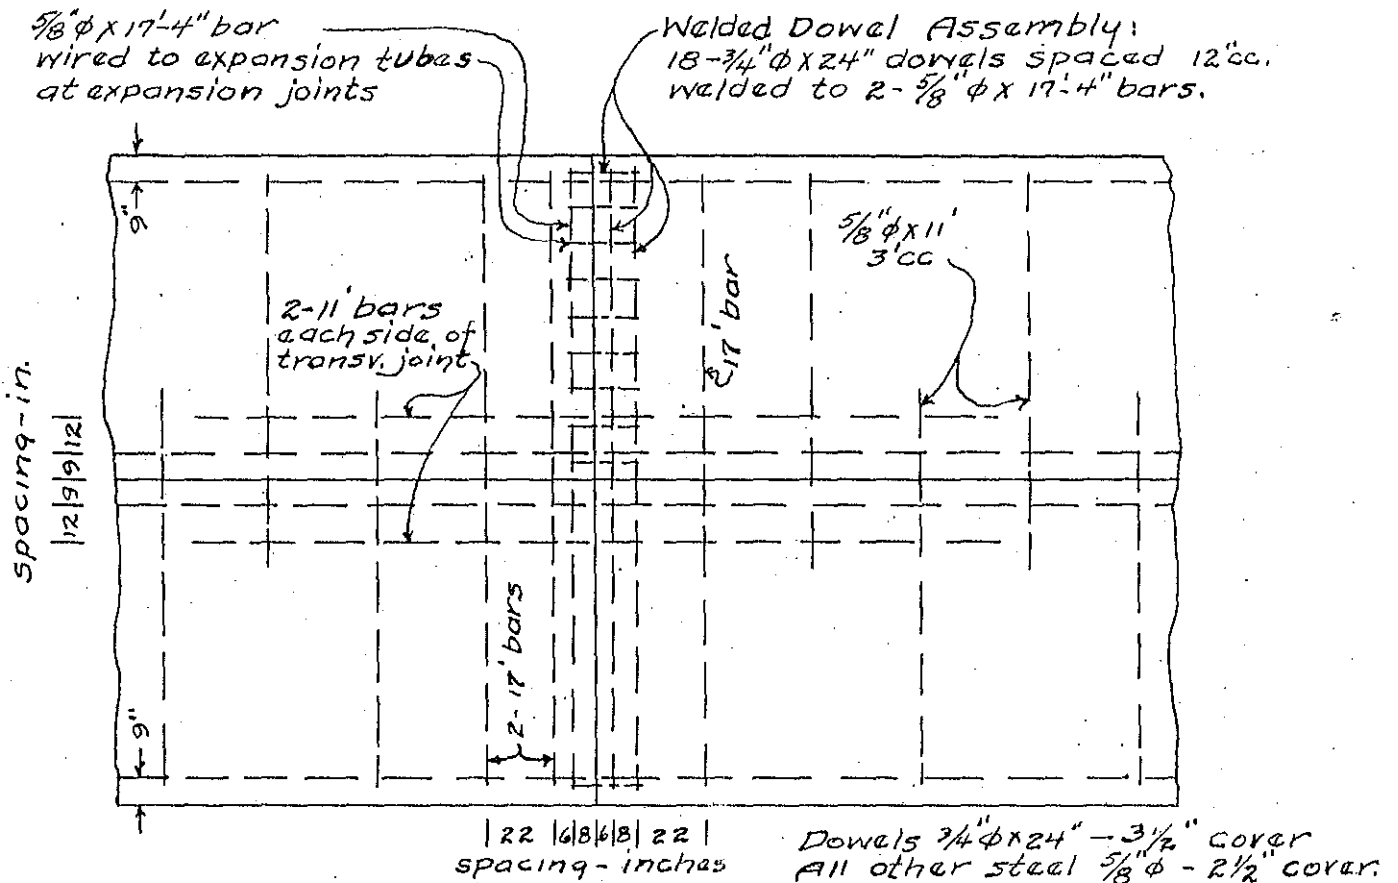 5/8"φ x 17'-4" bar
wired to expansion tubes
at expansion joints
Welded Dowel Assembly:
18-3/4"φ x 24" dowels spaced 12"cc.
welded to 2-5/8"φ x 17'-4" bars.
9"
5/8"φ x 11'
3'cc
2-11' bars
each side of
transv. joint
17' bar
spacing-in.
|12|9|9|12|
2-17' bars
9"
|22|6|8|6|8|22|
spacing-inches
Dowels 3/4"φ x 24" - 3 1/2" cover
All other steel 5/8"φ - 2 1/2" cover.